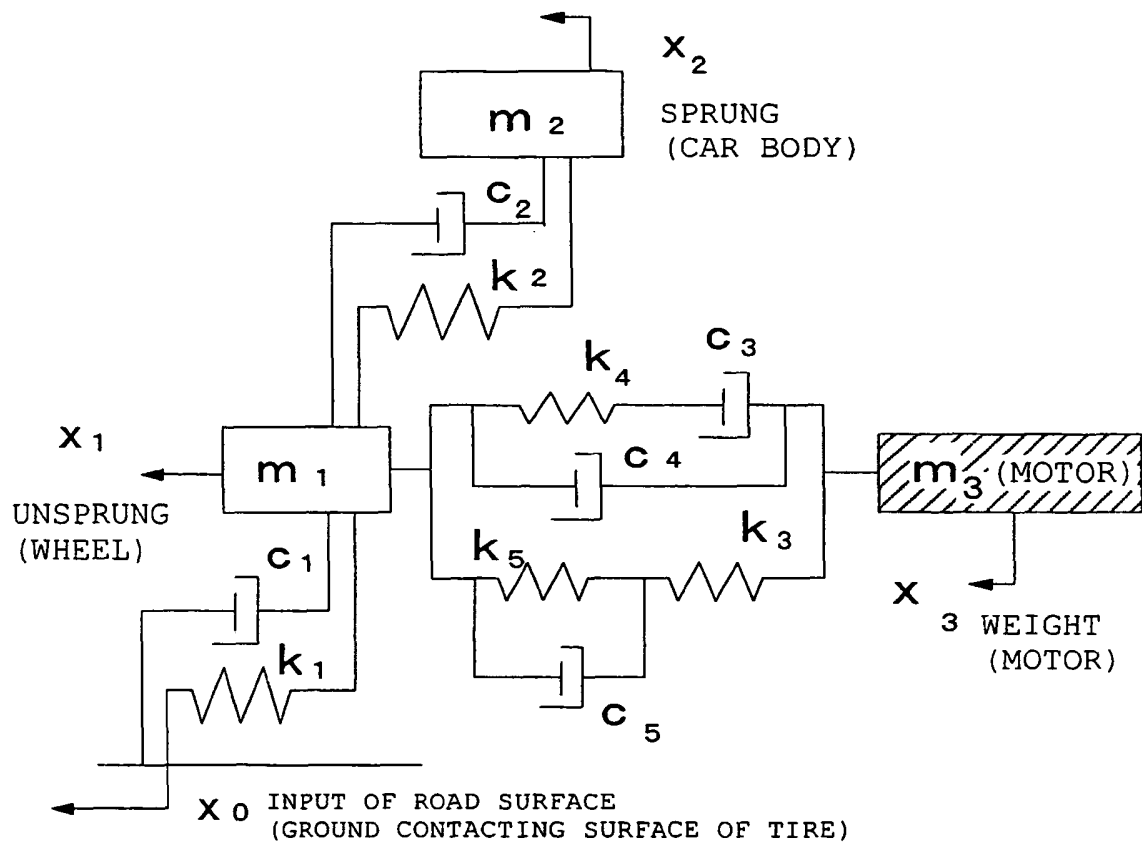 x2
m2
SPRUNG
(CAR BODY)
c2
k2
c3
k4
x1
m1
c4
m3 (MOTOR)
UNSPRUNG
(WHEEL)
c1
k5
k3
x3
WEIGHT
(MOTOR)
k1
c5
x0 INPUT OF ROAD SURFACE
(GROUND CONTACTING SURFACE OF TIRE)